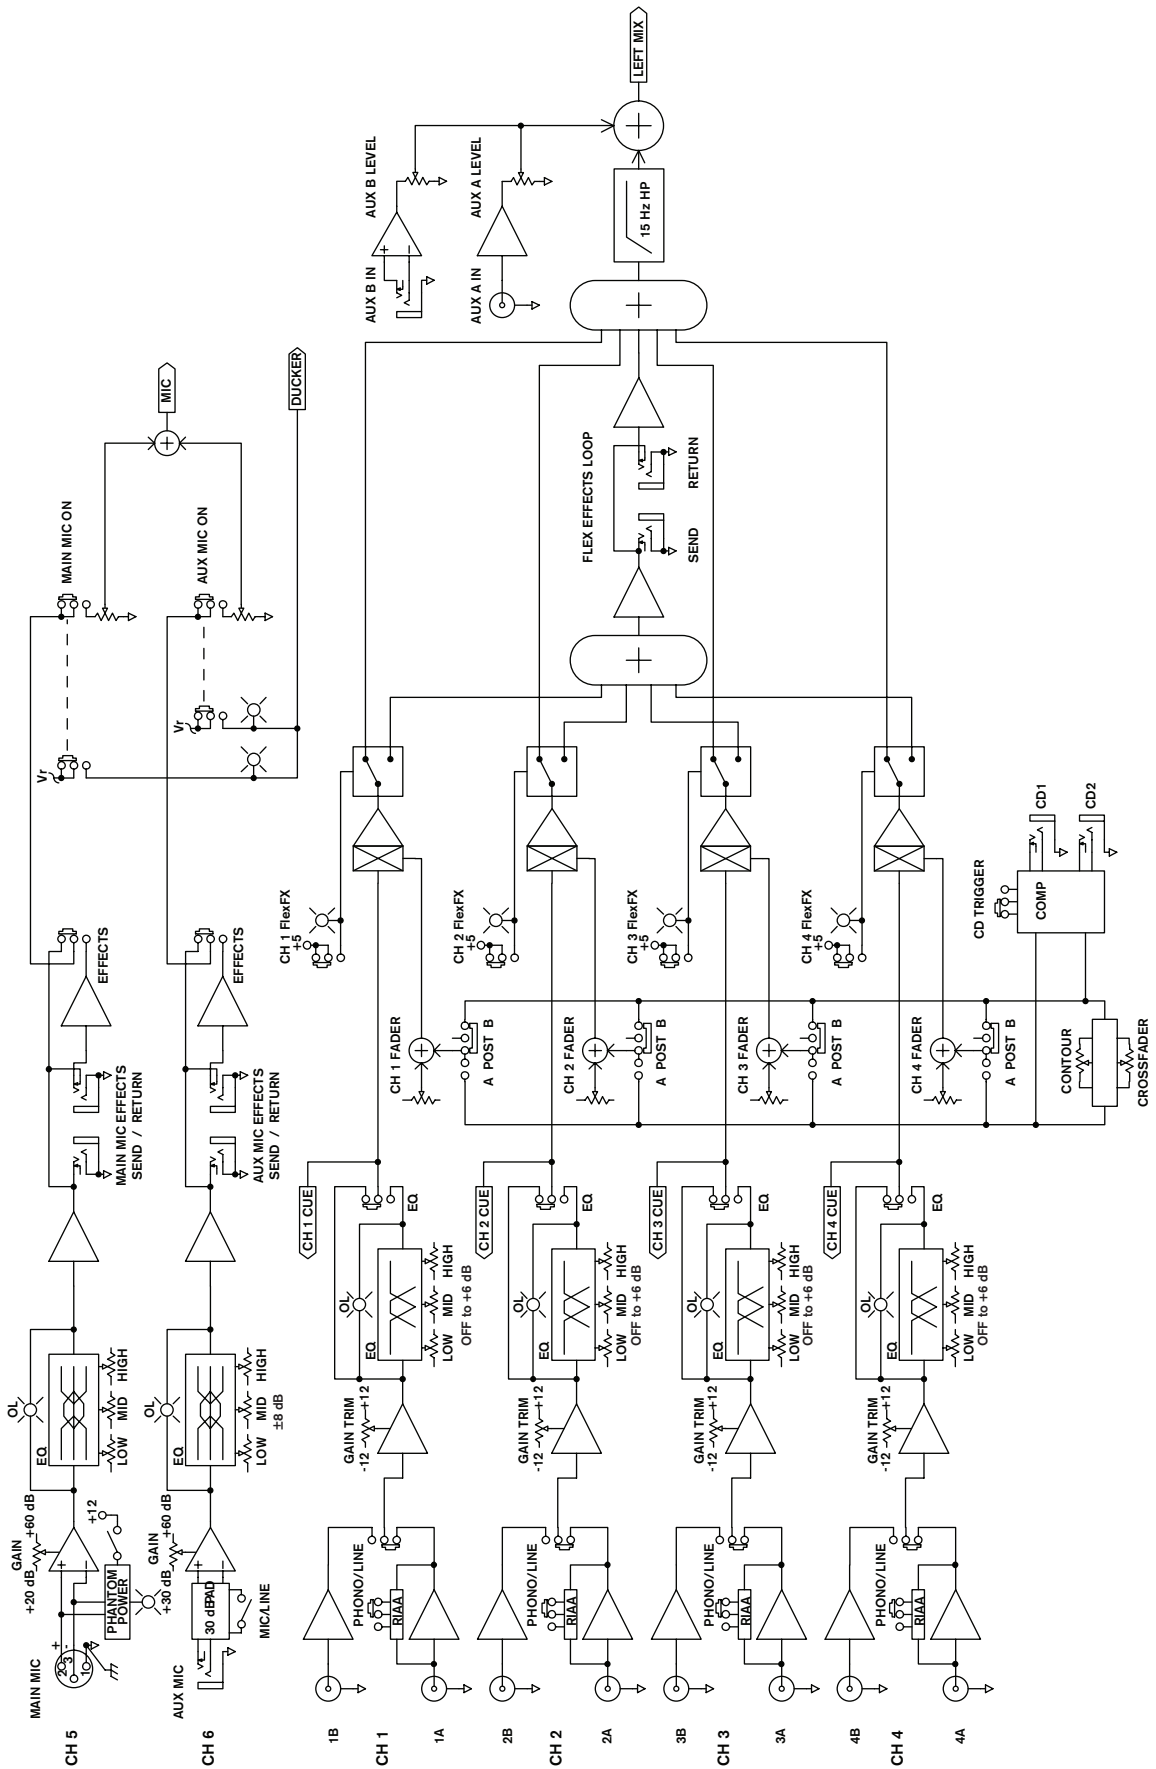 CH 5
MAIN MIC
+
2
3
-
1
PHANTOM
POWER
+12
+20 dB
GAIN
+60 dB
+
–
OL
EQ
LOW
MID
HIGH
MAIN MIC EFFECTS
SEND / RETURN
EFFECTS
Vr
MAIN MIC ON
CH 6
AUX MIC
30 dB PAD
MIC/LINE
+30 dB
GAIN
+60 dB
+
–
OL
EQ
LOW
MID
HIGH
±8 dB
AUX MIC EFFECTS
SEND / RETURN
EFFECTS
Vr
AUX MIC ON
MIC
DUCKER
1B
CH 1
1A
PHONO/LINE
RIAA
GAIN TRIM
-12
+12
OL
EQ
LOW
MID
HIGH
OFF to +6 dB
EQ
CH 1 CUE
CH 1 FADER
A POST B
CH 1 FlexFX
+5
2B
CH 2
2A
PHONO/LINE
RIAA
GAIN TRIM
-12
+12
OL
EQ
LOW
MID
HIGH
OFF to +6 dB
EQ
CH 2 CUE
CH 2 FADER
A POST B
CH 2 FlexFX
+5
3B
CH 3
3A
PHONO/LINE
RIAA
GAIN TRIM
-12
+12
OL
EQ
LOW
MID
HIGH
OFF to +6 dB
EQ
CH 3 CUE
CH 3 FADER
A POST B
CH 3 FlexFX
+5
4B
CH 4
4A
PHONO/LINE
RIAA
GAIN TRIM
-12
+12
OL
EQ
LOW
MID
HIGH
OFF to +6 dB
EQ
CH 4 CUE
CH 4 FADER
A POST B
CH 4 FlexFX
+5
CONTOUR
CROSSFADER
CD TRIGGER
COMP
CD1
CD2
FLEX EFFECTS LOOP
SEND
RETURN
AUX B IN
AUX B LEVEL
+
–
AUX A IN
AUX A LEVEL
15 Hz HP
LEFT MIX